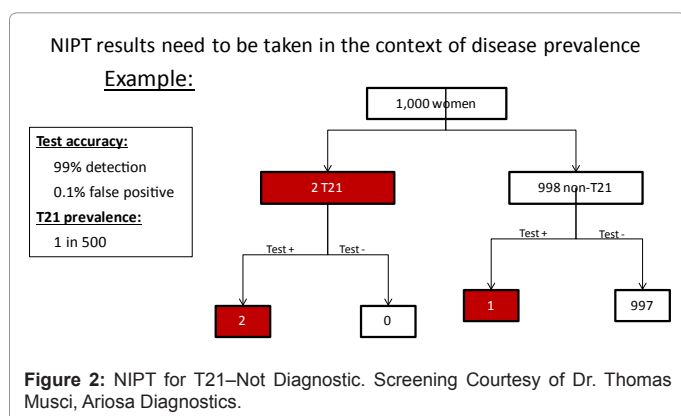 NIPT results need to be taken in the context of disease prevalence
Example:
1,000 women
Test accuracy:
99% detection
0.1% false positive
T21 prevalence:
1 in 500
2 T21
998 non-T21
Test +
Test -
Test +
Test -
2
0
1
997
Figure 2: NIPT for T21–Not Diagnostic. Screening Courtesy of Dr. Thomas
Musci, Ariosa Diagnostics.